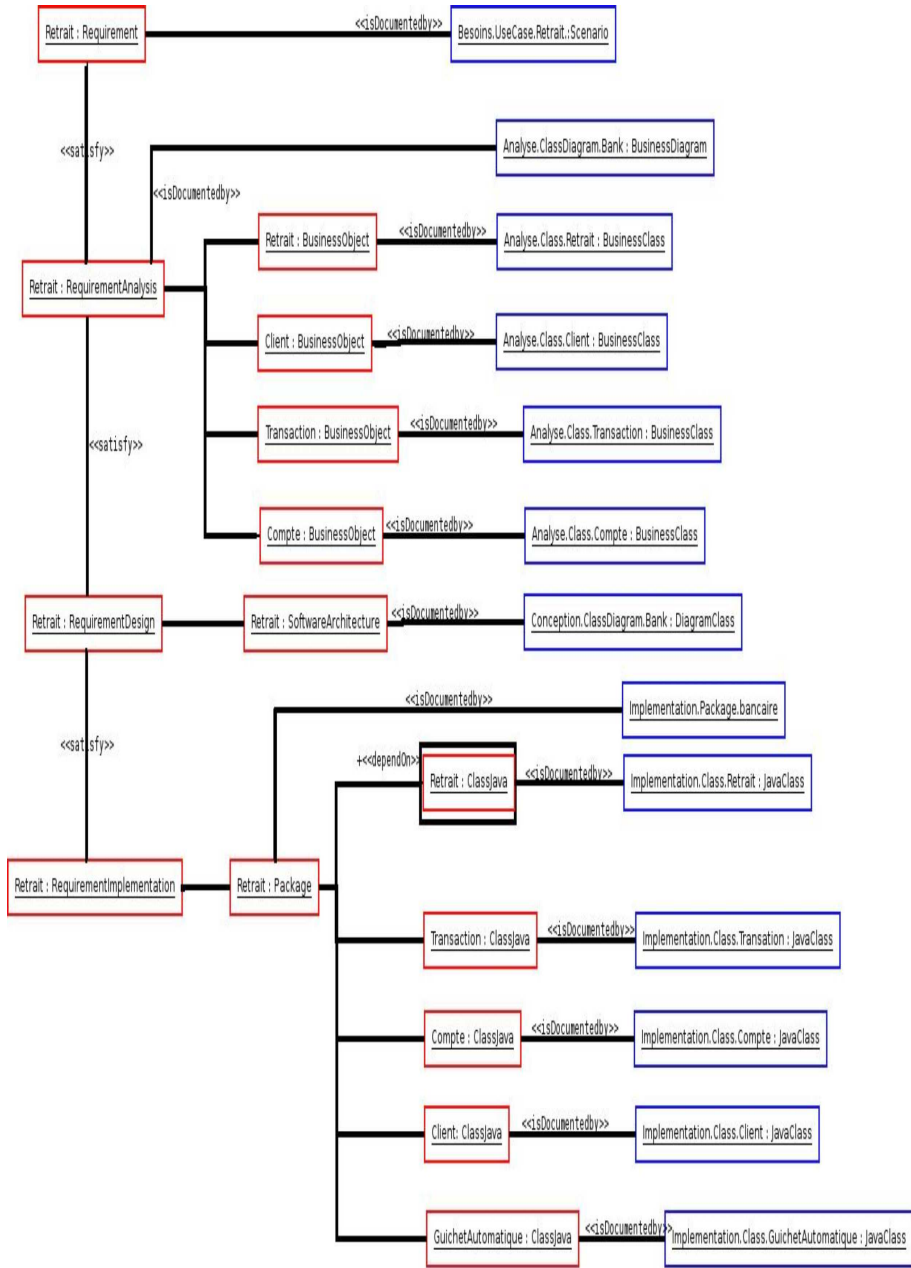 Retrait : Requirement
<<isDocumentedby>>
Besoins.UseCase.Retrait.:Scenario
<<satisfy>>
Analyse.ClassDiagram.Bank : BusinessDiagram
<<isDocumentedby>>
Retrait : BusinessObject
<<isDocumentedby>>
Analyse.Class.Retrait : BusinessClass
Retrait : RequirementAnalysis
Client : BusinessObject
<<isDocumentedby>>
Analyse.Class.Client : BusinessClass
Transaction : BusinessObject
<<isDocumentedby>>
Analyse.Class.Transaction : BusinessClass
<<satisfy>>
Compte : BusinessObject
<<isDocumentedby>>
Analyse.Class.Compte : BusinessClass
Retrait : RequirementDesign
Retrait : SoftwareArchitecture
<<isDocumentedby>>
Conception.ClassDiagram.Bank : DiagramClass
<<isDocumentedby>>
Implementation.Package.bancaire
<<satisfy>>
+<<dependOn>>
Retrait : ClassJava
<<isDocumentedby>>
Implementation.Class.Retrait : JavaClass
Retrait : RequirementImplementation
Retrait : Package
Transaction : ClassJava
<<isDocumentedby>>
Implementation.Class.Transation : JavaClass
Compte : ClassJava
<<isDocumentedby>>
Implementation.Class.Compte : JavaClass
Client: ClassJava
<<isDocumentedby>>
Implementation.Class.Client : JavaClass
GuichetAutomatique : ClassJava
<<isDocumentedby>>
Implementation.Class.GuichetAutomatique : JavaClass